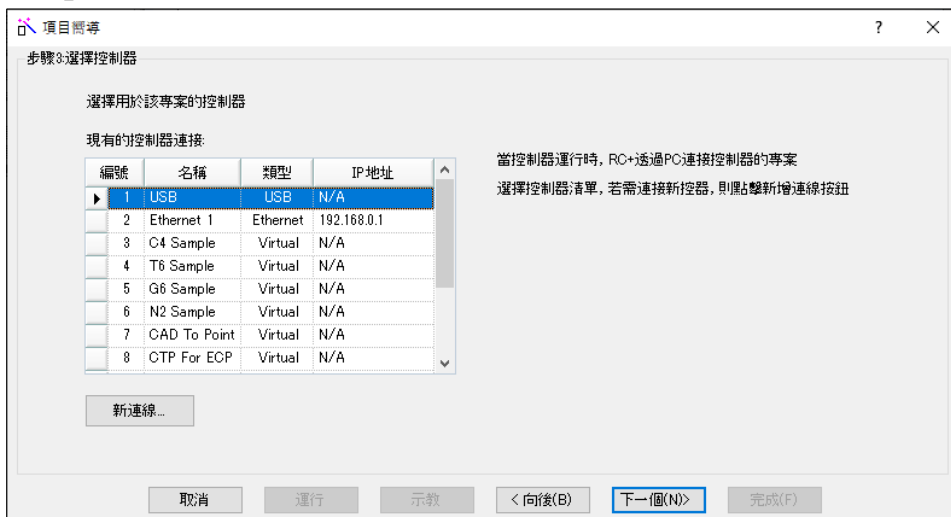 項目嚮導
?
步驟3:選擇控制器
選擇用於該專案的控制器
現有的控制器連接:
編號 名稱 類型 IP地址
1 USB USB N/A
2 Ethernet 1 Ethernet 192.168.0.1
3 C4 Sample Virtual N/A
4 T6 Sample Virtual N/A
5 G6 Sample Virtual N/A
6 N2 Sample Virtual N/A
7 CAD To Point Virtual N/A
8 CTP For ECP Virtual N/A
當控制器運行時, RC+透過PC連接控制器的專案
選擇控制器清單, 若需連接新控器, 則點擊新增連線按鈕
新連線...
取消 運行 示教 < 向後(B) 下一個(N)> 完成(F)